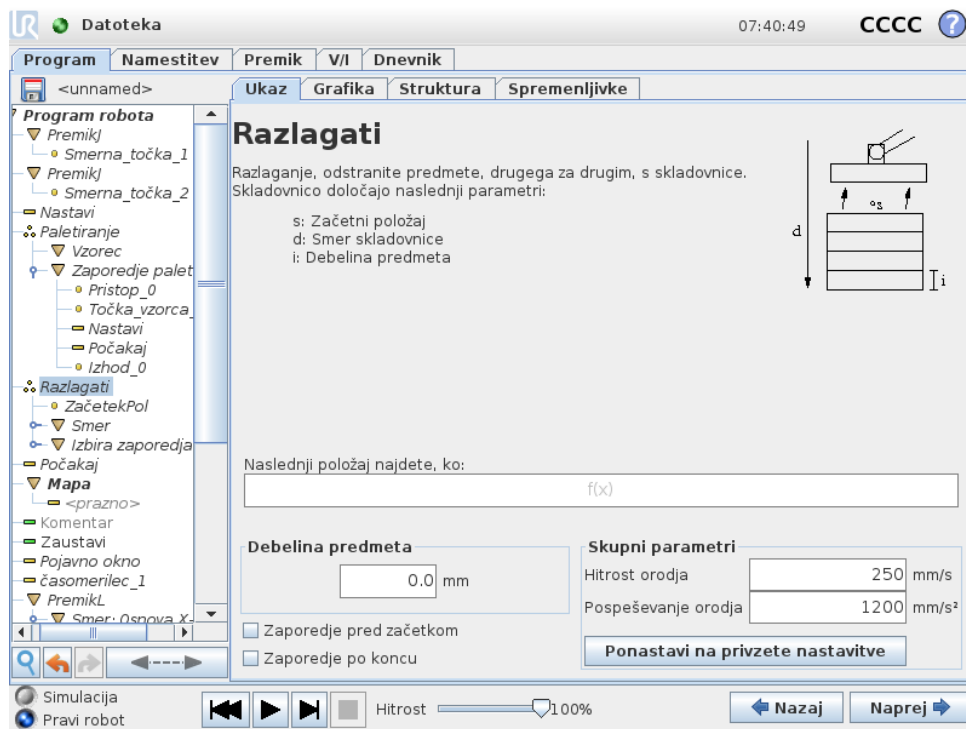 UR Datoteka 07:40:49 CCCC ?
Program Namestitev Premik V/I Dnevnik
<unnamed>
Ukaz Grafika Struktura Spremenljivke
Program robota
PremikJ
Smerna_točka_1
PremikJ
Smerna_točka_2
Nastavi
Paletiranje
Vzorec
Zaporedje palet
Pristop_0
Točka_vzorca_
Nastavi
Počakaj
Izhod_0
Razlagati
ZačetekPol
Smer
Izbira zaporedja
Počakaj
Mapa
<prazno>
Komentar
Zaustavi
Pojavno okno
časomerilec_1
PremikL
Smer: Osnova X-
Razlagati
Razlaganje, odstranite predmete, drugega za drugim, s skladovnice.
Skladovnico določajo naslednji parametri:
s: Začetni položaj
d: Smer skladovnice
i: Debelina predmeta
s
d
i
Naslednji položaj najdete, ko:
f(x)
Debelina predmeta
0.0 mm
Zaporedje pred začetkom
Zaporedje po koncu
Skupni parametri
Hitrost orodja 250 mm/s
Pospeševanje orodja 1200 mm/s²
Ponastavi na privzete nastavitve
Simulacija
Pravi robot
Hitrost 100%
Nazaj Naprej